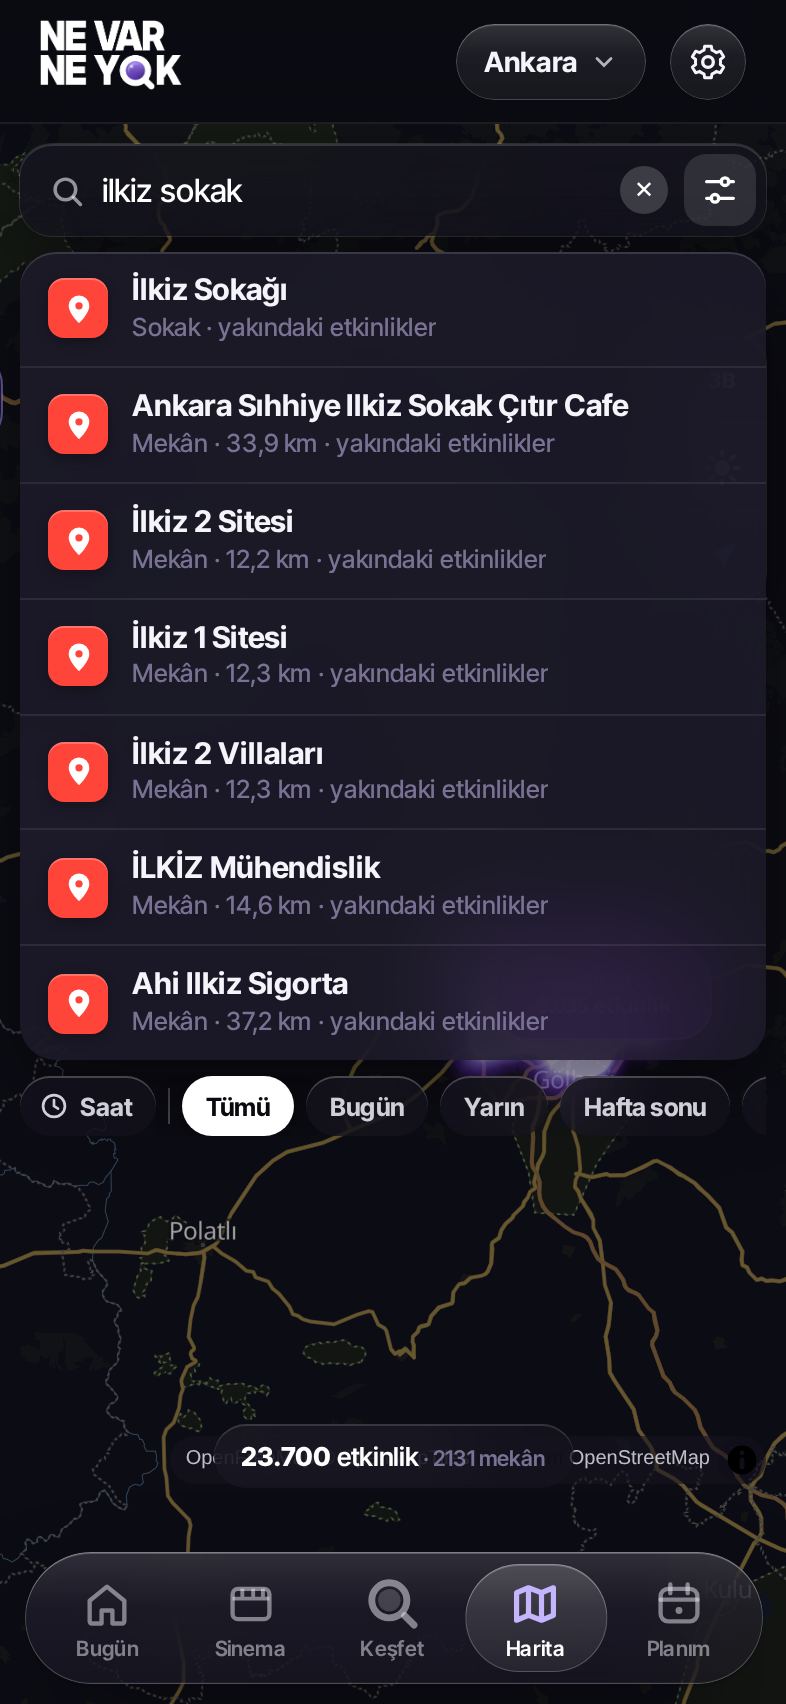 NE VAR
NE YOK
Ankara
ilkiz sokak
İlkiz Sokağı
Sokak · yakındaki etkinlikler
Ankara Sıhhiye Ilkiz Sokak Çıtır Cafe
Mekân · 33,9 km · yakındaki etkinlikler
İlkiz 2 Sitesi
Mekân · 12,2 km · yakındaki etkinlikler
İlkiz 1 Sitesi
Mekân · 12,3 km · yakındaki etkinlikler
İlkiz 2 Villaları
Mekân · 12,3 km · yakındaki etkinlikler
İLKİZ Mühendislik
Mekân · 14,6 km · yakındaki etkinlikler
Ahi Ilkiz Sigorta
Mekân · 37,2 km · yakındaki etkinlikler
Saat
Tümü
Bugün
Yarın
Hafta sonu
Polatlı
23.700 etkinlik · 2131 mekân
OpenStreetMap
Kulu
Bugün
Sinema
Keşfet
Harita
Planım